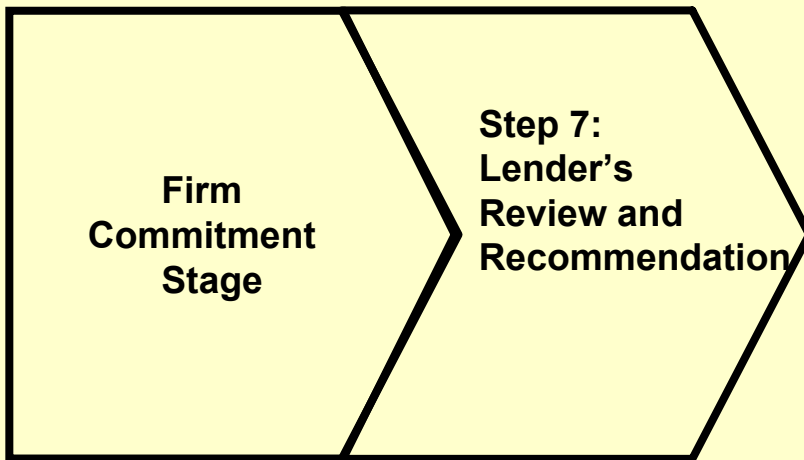 Firm
Commitment
Stage
Step 7:
Lender’s
Review and
Recommendation